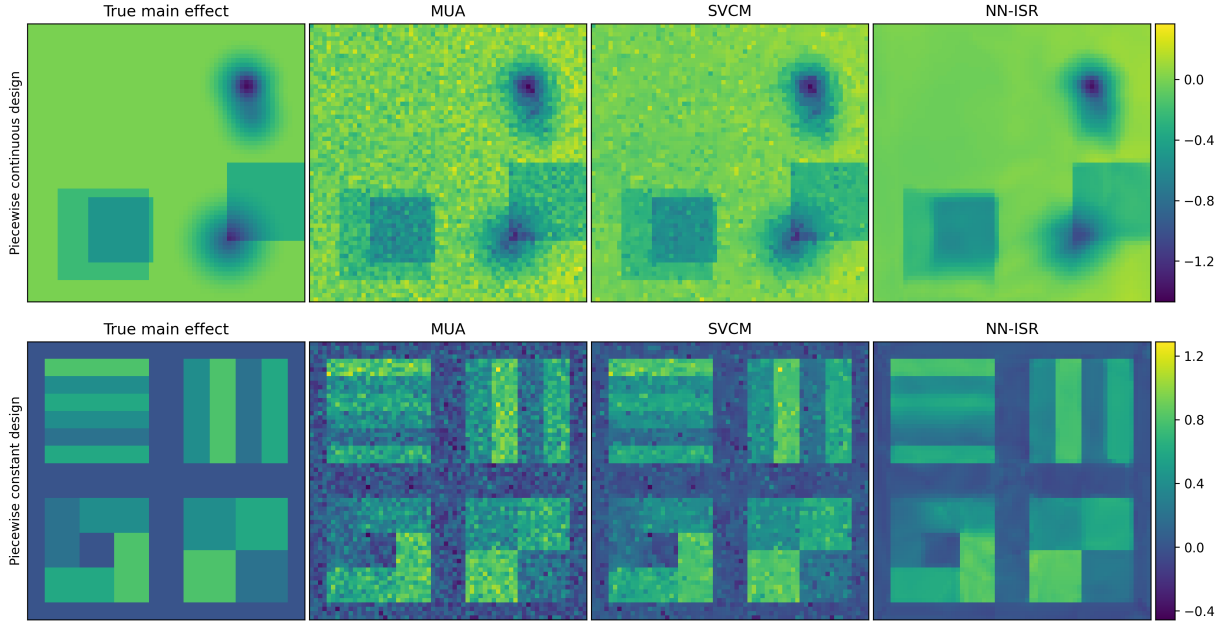 True main effect MUA SVCM NN-ISR
Piecewise continuous design
0.0
−0.4
−0.8
−1.2
True main effect MUA SVCM NN-ISR
Piecewise constant design
1.2
0.8
0.4
0.0
−0.4